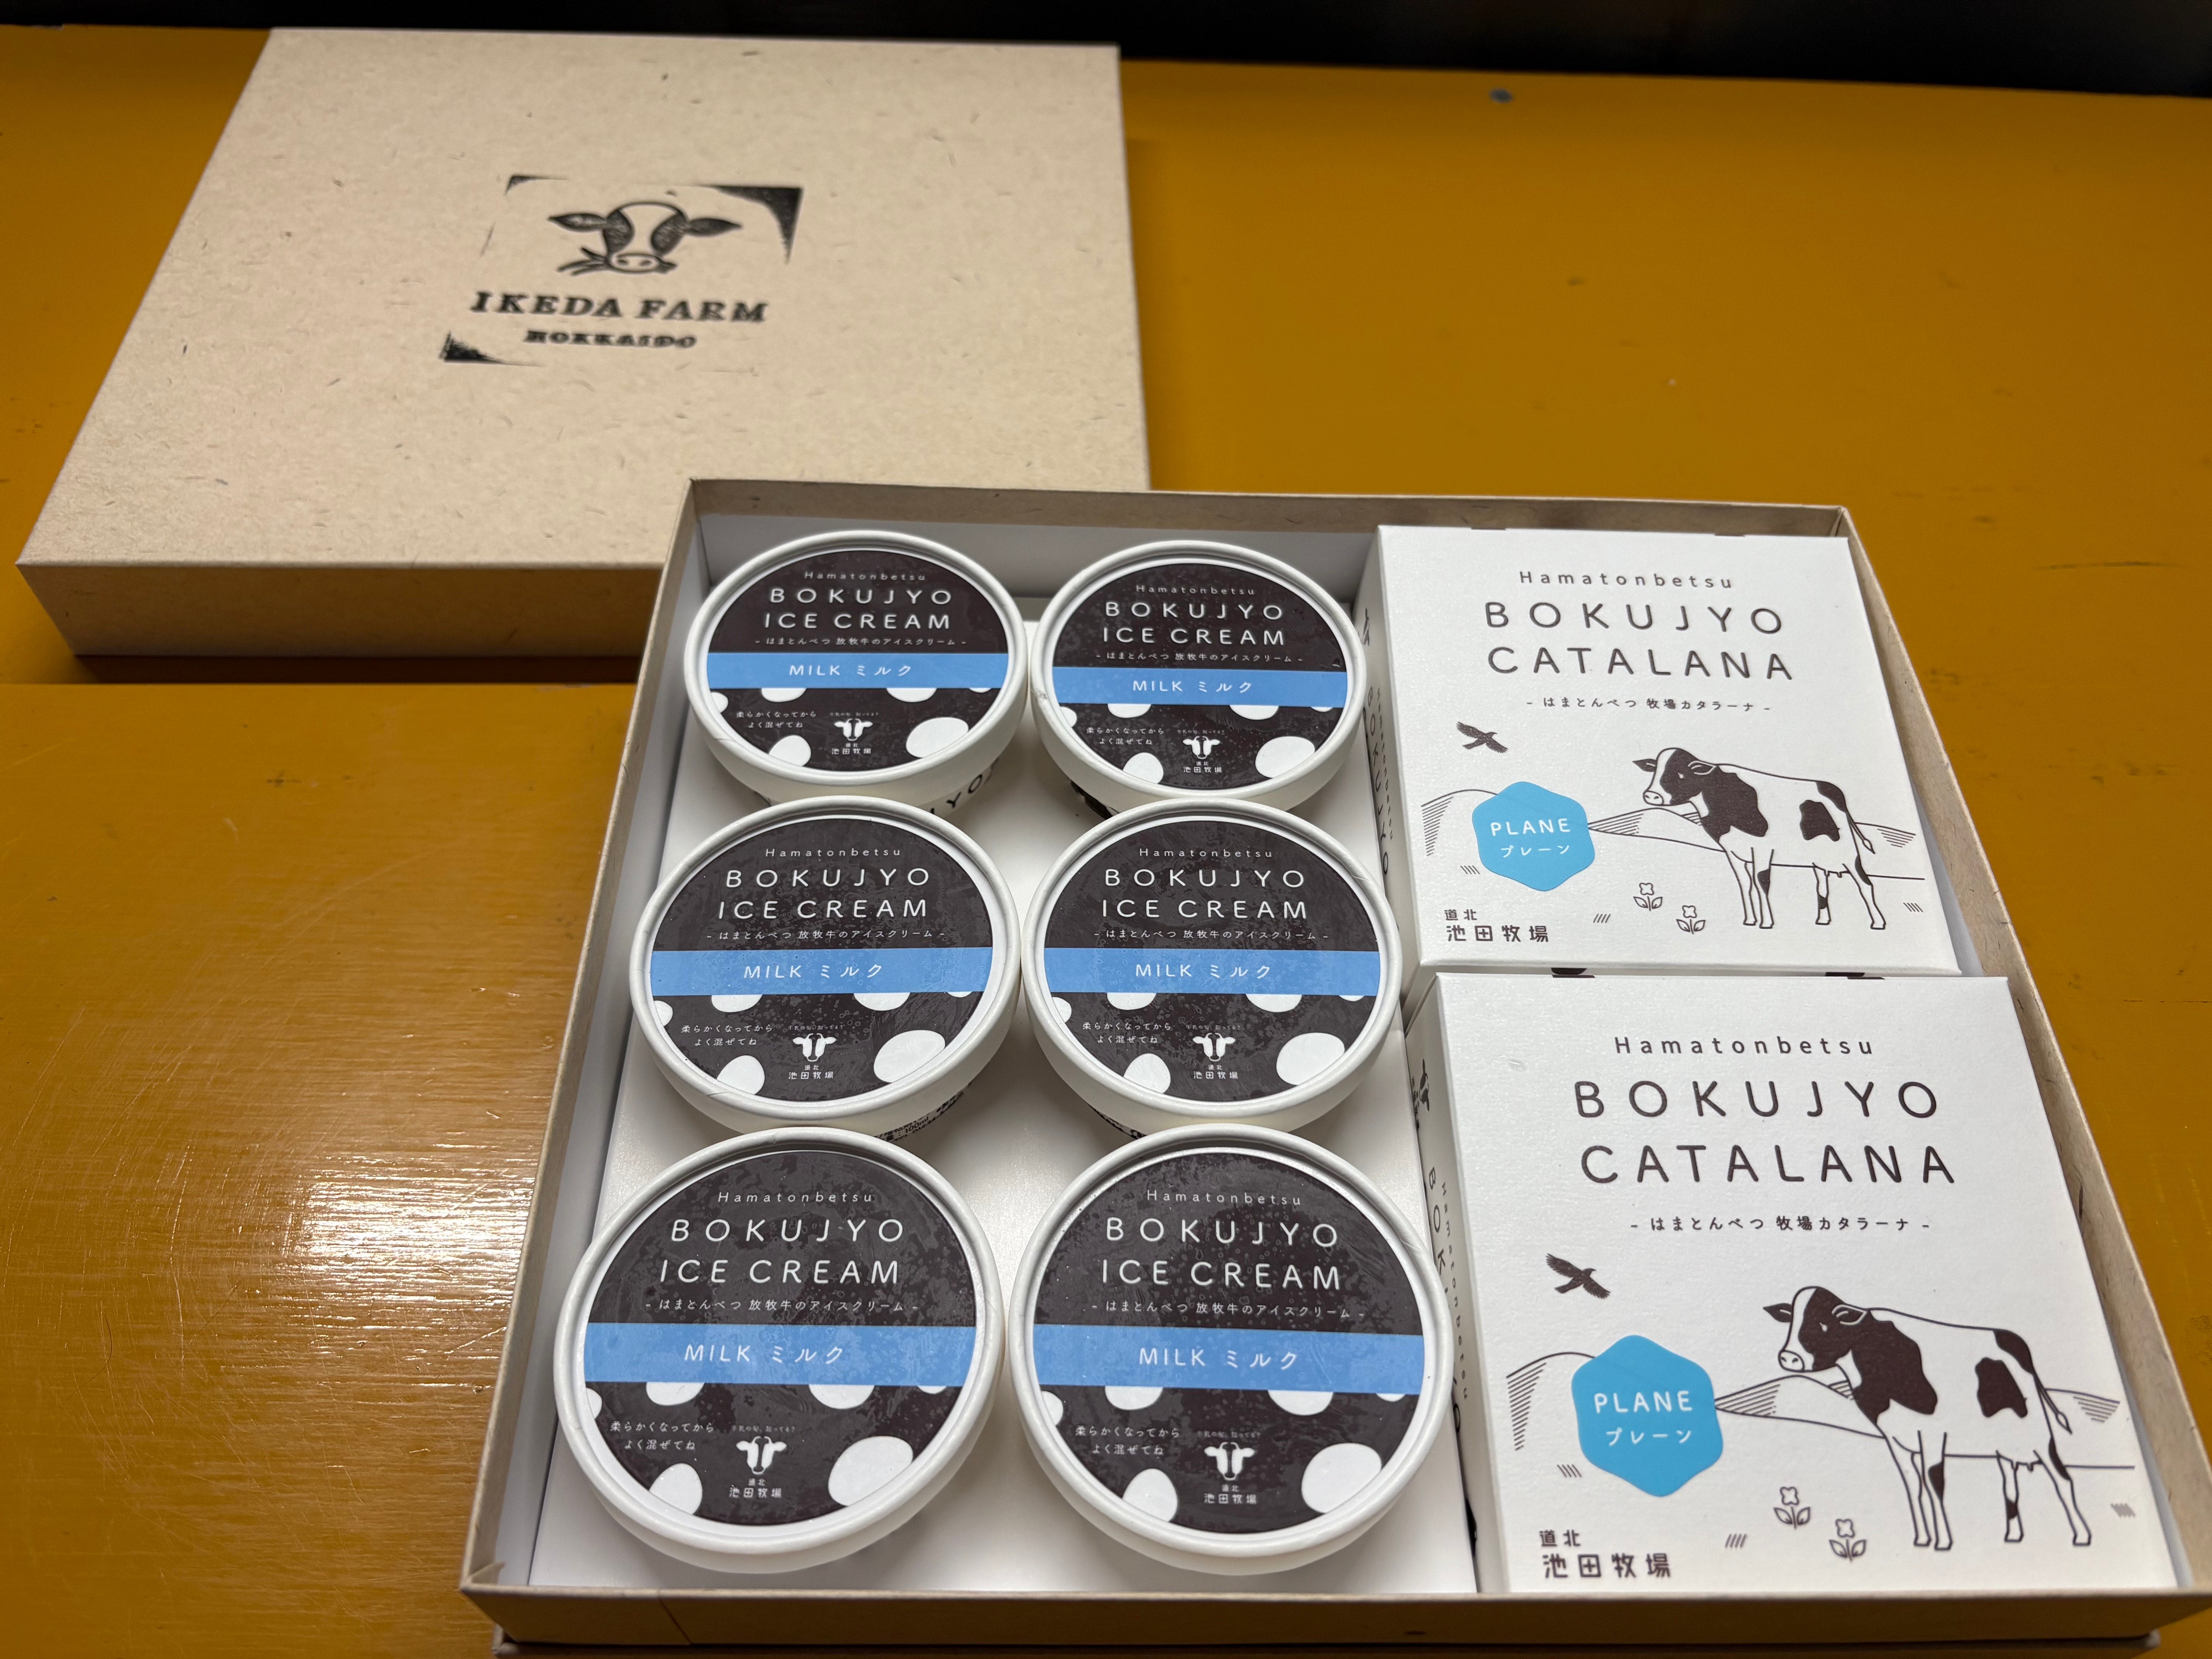 IKEDA FARM
HOKKAIDO
Hamatonbetsu
BOKUJYO
ICE CREAM
- はまとんべつ 放牧牛のアイスクリーム -
MILK ミルク
柔らかくなってから
よく混ぜてね
道北
池田牧場
Hamatonbetsu
BOKUJYO
ICE CREAM
- はまとんべつ 放牧牛のアイスクリーム -
MILK ミルク
柔らかくなってから
よく混ぜてね
道北
池田牧場
Hamatonbetsu
BOKUJYO
CATALANA
- はまとんべつ 牧場カタラーナ -
PLANE
プレーン
道北
池田牧場
Hamatonbetsu
BOKUJYO
ICE CREAM
- はまとんべつ 放牧牛のアイスクリーム -
MILK ミルク
柔らかくなってから
よく混ぜてね
道北
池田牧場
Hamatonbetsu
BOKUJYO
ICE CREAM
- はまとんべつ 放牧牛のアイスクリーム -
MILK ミルク
柔らかくなってから
よく混ぜてね
道北
池田牧場
Hamatonbetsu
BOKUJYO
CATALANA
- はまとんべつ 牧場カタラーナ -
PLANE
プレーン
道北
池田牧場
Hamatonbetsu
BOKUJYO
ICE CREAM
- はまとんべつ 放牧牛のアイスクリーム -
MILK ミルク
柔らかくなってから
よく混ぜてね
道北
池田牧場
Hamatonbetsu
BOKUJYO
ICE CREAM
- はまとんべつ 放牧牛のアイスクリーム -
MILK ミルク
柔らかくなってから
よく混ぜてね
道北
池田牧場